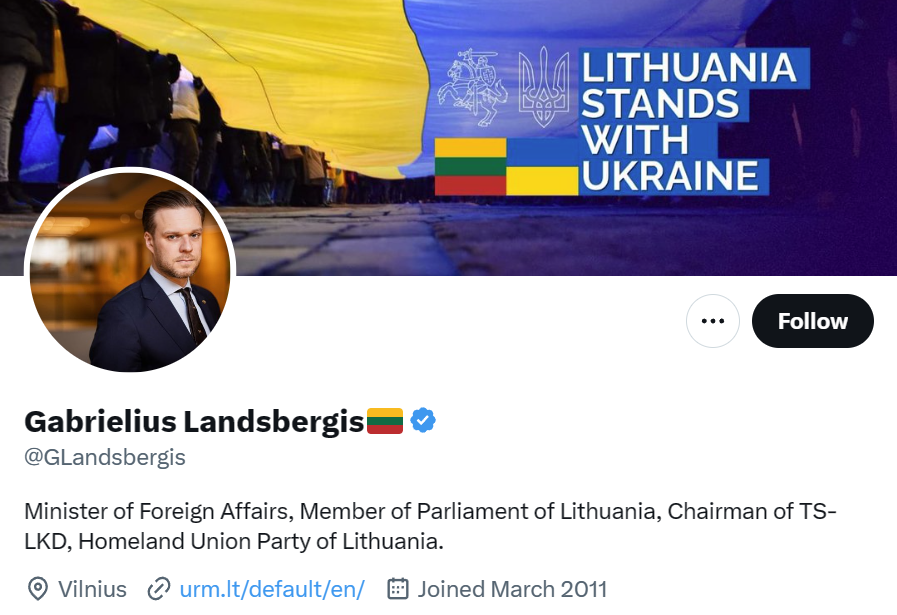 LITHUANIA
STANDS
WITH
UKRAINE
Follow
Gabrielius Landsbergis
@GLandsbergis
Minister of Foreign Affairs, Member of Parliament of Lithuania, Chairman of TS-
LKD, Homeland Union Party of Lithuania.
Vilnius urm.lt/default/en/ Joined March 2011